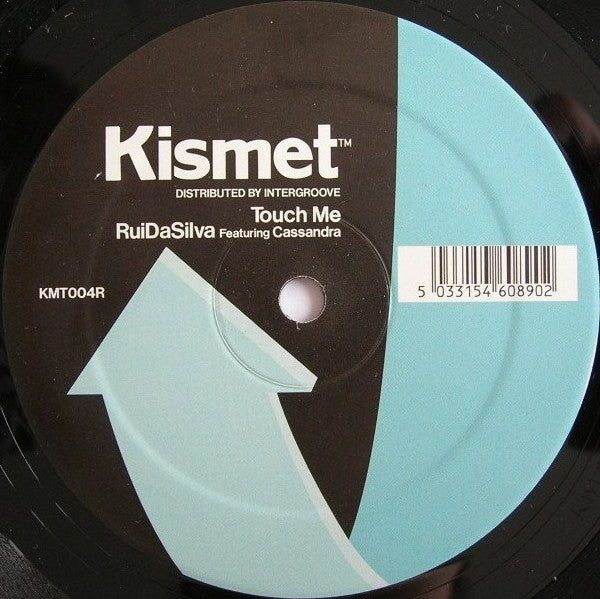 Kismet™
DISTRIBUTED BY INTERGROOVE
Touch Me
RuiDaSilva Featuring Cassandra
KMT004R
5 033154 608902